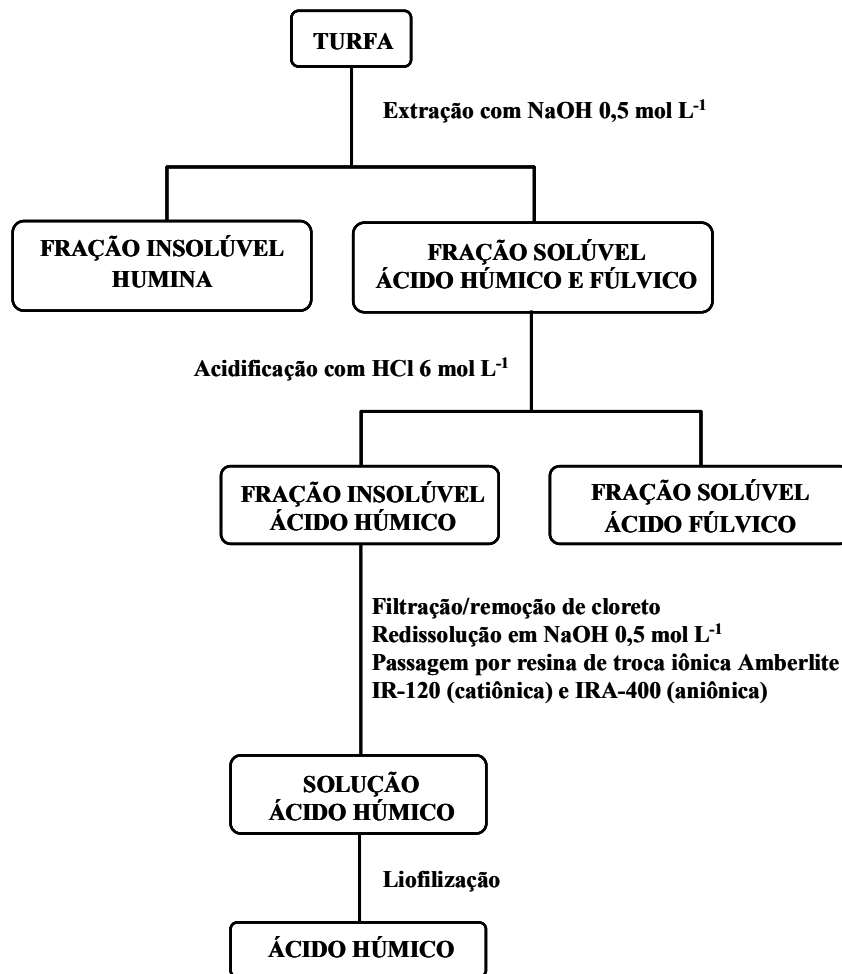 TURFA
Extração com NaOH 0,5 mol L⁻¹
FRAÇÃO INSOLÚVEL
HUMINA
FRAÇÃO SOLÚVEL
ÁCIDO HÚMICO E FÚLVICO
Acidificação com HCl 6 mol L⁻¹
FRAÇÃO INSOLÚVEL
ÁCIDO HÚMICO
FRAÇÃO SOLÚVEL
ÁCIDO FÚLVICO
Filtração/remoção de cloreto
Redissolução em NaOH 0,5 mol L⁻¹
Passagem por resina de troca iônica Amberlite
IR-120 (catiônica) e IRA-400 (aniônica)
SOLUÇÃO
ÁCIDO HÚMICO
Liofilização
ÁCIDO HÚMICO